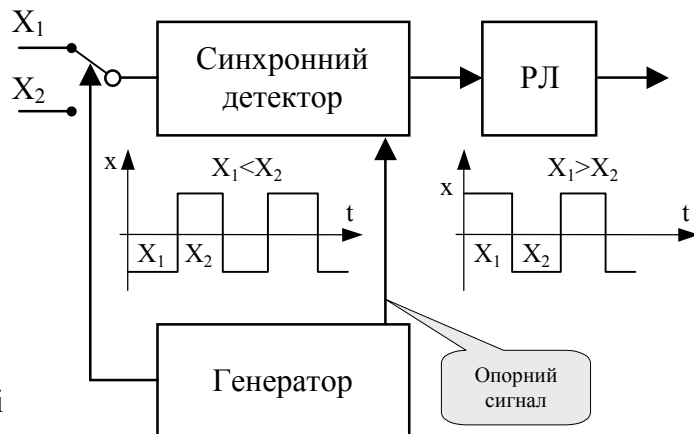 X₁
X₂
Синхронний
детектор
РЛ
x
X₁<X₂
t
X₁
X₂
x
X₁>X₂
t
X₁
X₂
Генератор
Опорний
сигнал
і